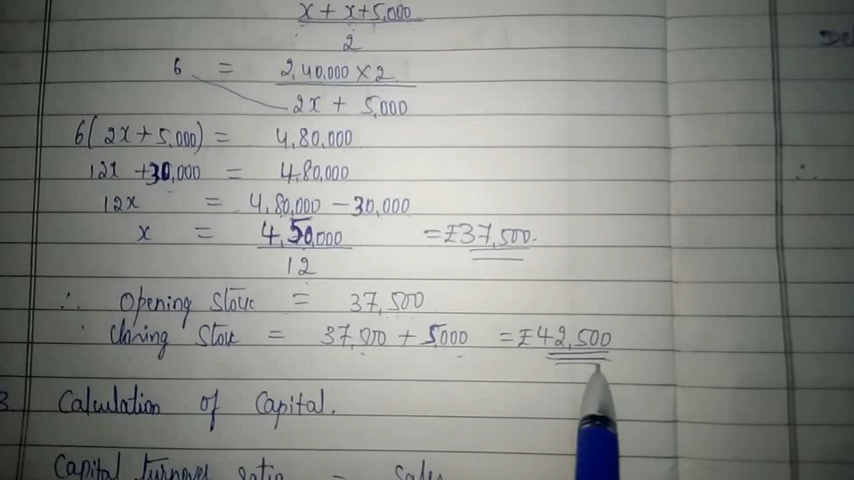 x + x+5,000
2
6 = 2,40,000 × 2
2x + 5,000
6(2x+5,000) = 4,80,000
12x +30,000 = 4,80,000
12x = 4,80,000 – 30,000
x = 4,50,000 = ₹37,500.
12
∴ Opening stock = 37,500
∴ Closing stock = 37,500 + 5000 = ₹42,500
3. Calculation of Capital.
Capital turnover ratio = Sales